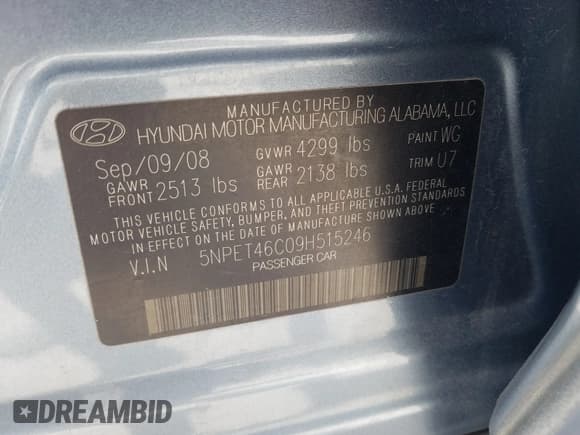 MANUFACTURED BY
HYUNDAI MOTOR MANUFACTURING ALABAMA, LLC
Sep/09/08 GVWR 4299 lbs PAINT WG
GAWR FRONT 2513 lbs GAWR REAR 2138 lbs TRIM U7
THIS VEHICLE CONFORMS TO ALL APPLICABLE U.S.A. FEDERAL
MOTOR VEHICLE SAFETY, BUMPER, AND THEFT PREVENTION STANDARDS
IN EFFECT ON THE DATE OF MANUFACTURE SHOWN ABOVE.
V.I.N 5NPET46C09H515246
PASSENGER CAR
DREAMBID